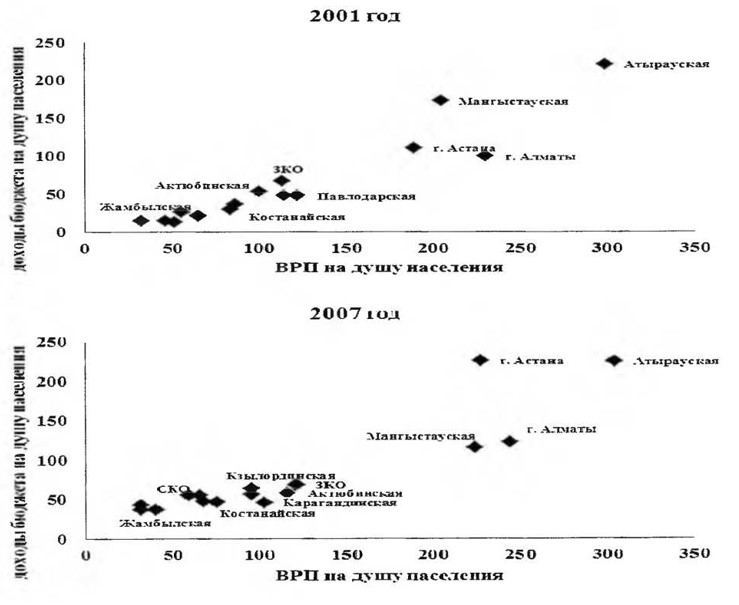 2001 год
доходы бюджета на душу населения
250
200
150
100
50
0
Атырауская
Мангыстауская
г. Астана
г. Алматы
ЗКО
Актюбинская
Павлодарская
Жамбылская
Костанайская
0 50 100 150 200 250 300 350
ВРП на душу населения
2007 год
доходы бюджета на душу населения
250
200
150
100
50
0
г. Астана
Атырауская
г. Алматы
Мангыстауская
Кзылординская
СКО
ЗКО
Актюбинская
Карагандинская
Костанайская
Жамбылская
0 50 100 150 200 250 300 350
ВРП на душу населения